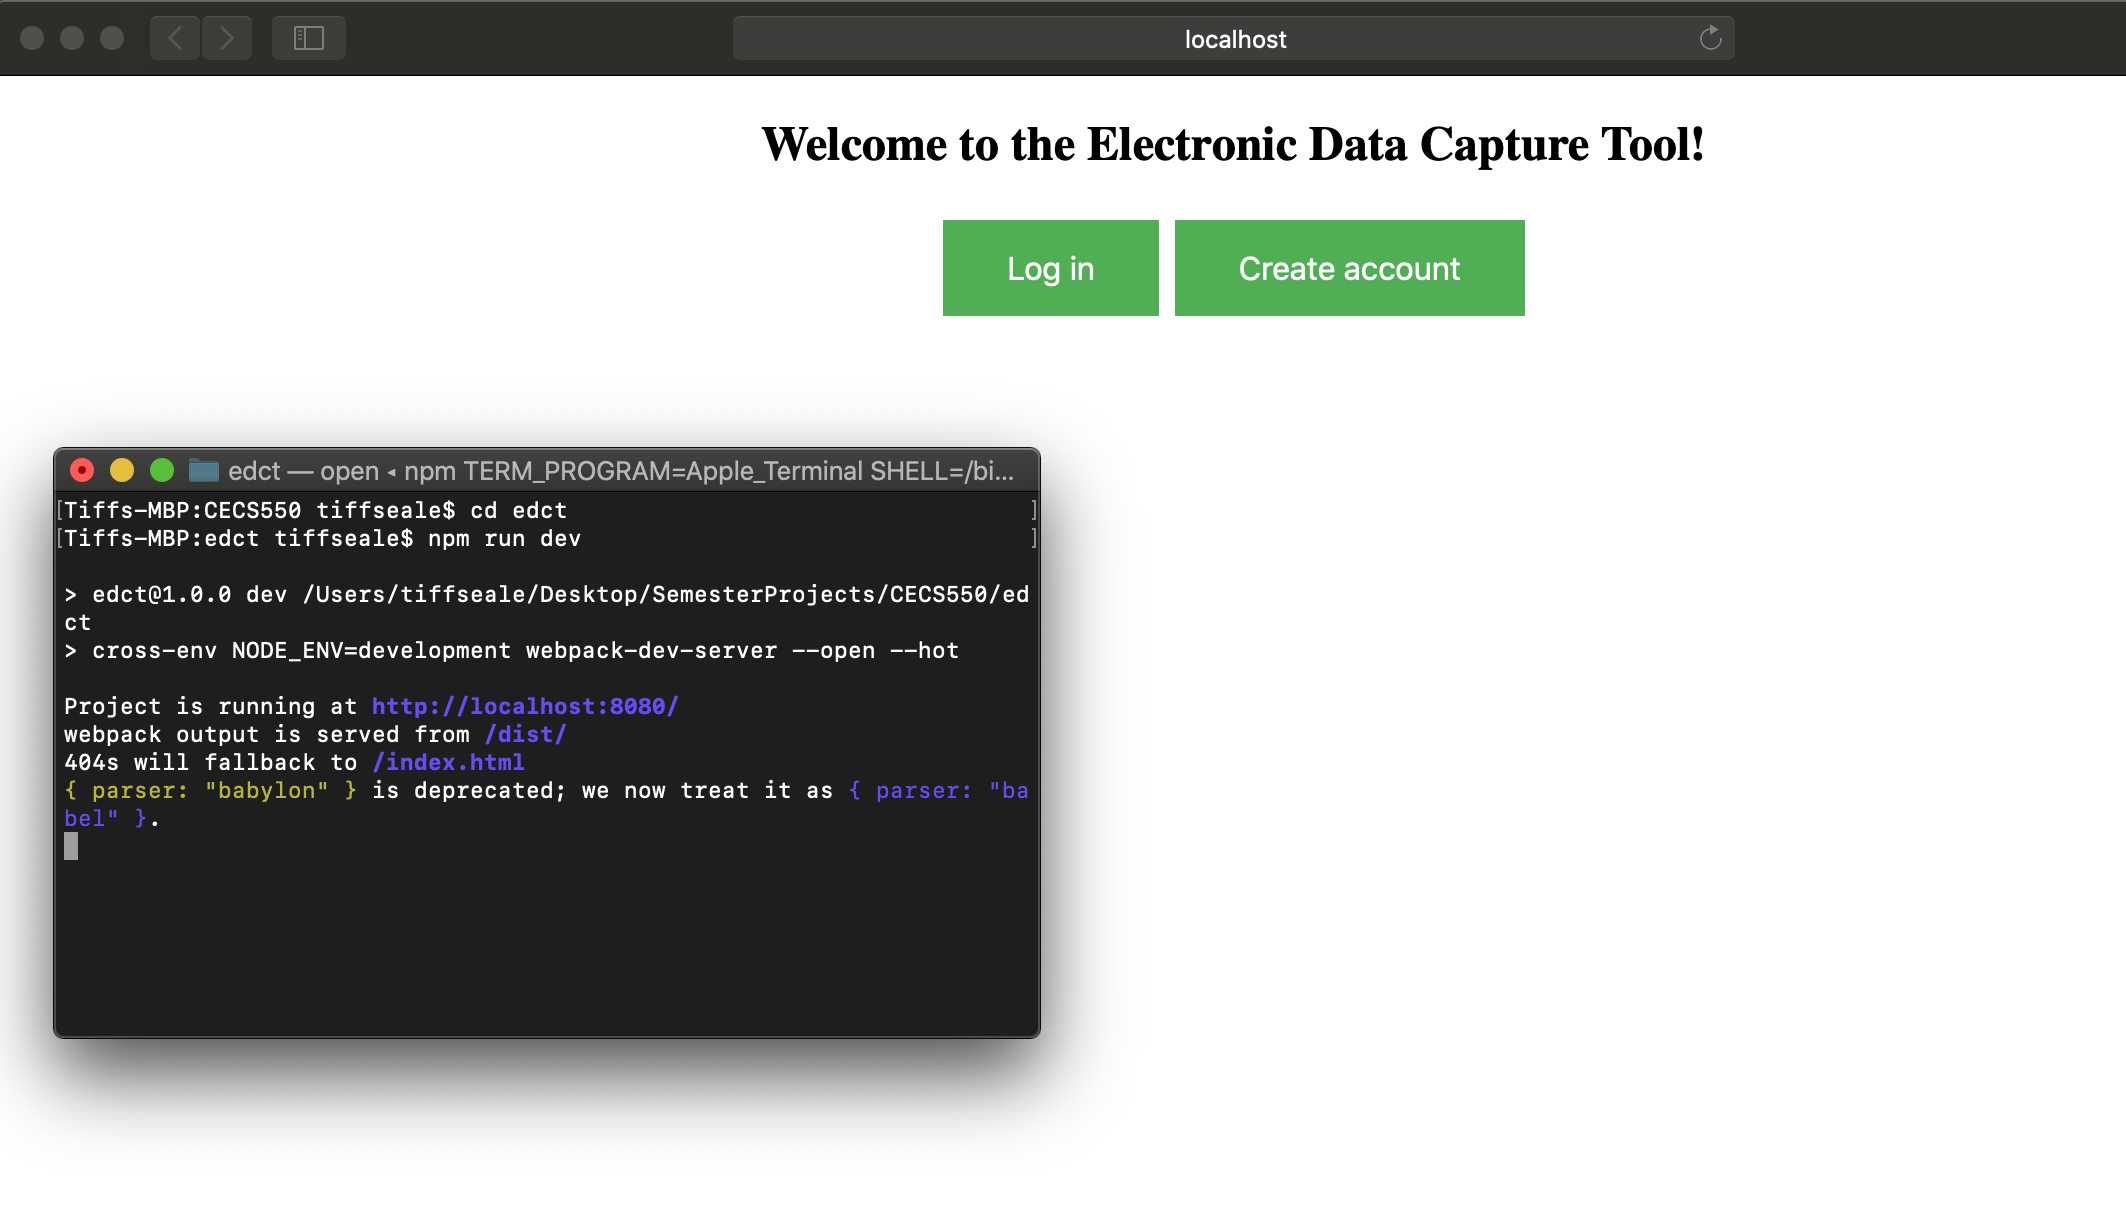 localhost
Welcome to the Electronic Data Capture Tool!
Log in Create account
edct — open ◂ npm TERM_PROGRAM=Apple_Terminal SHELL=/bi...
[Tiffs-MBP:CECS550 tiffseale$ cd edct ]
[Tiffs-MBP:edct tiffseale$ npm run dev ]
> edct@1.0.0 dev /Users/tiffseale/Desktop/SemesterProjects/CECS550/ed
ct
> cross-env NODE_ENV=development webpack-dev-server --open --hot
Project is running at http://localhost:8080/
webpack output is served from /dist/
404s will fallback to /index.html
{ parser: "babylon" } is deprecated; we now treat it as { parser: "ba
bel" }.